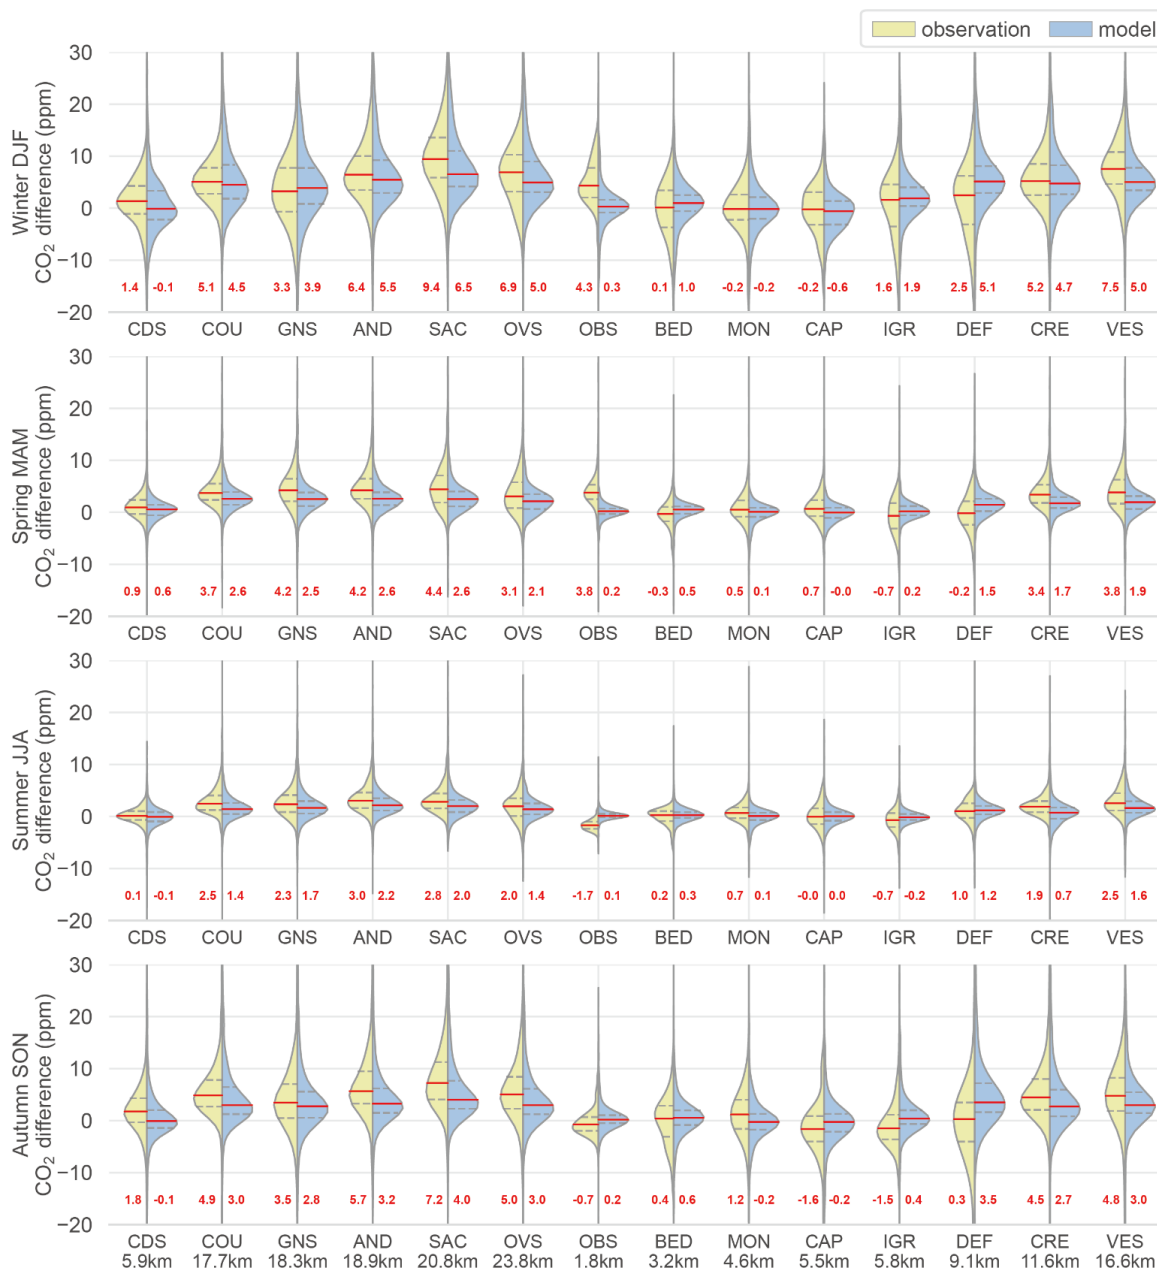 observation model
Winter DJF
CO₂ difference (ppm)
30
20
10
0
−10
−20
1.4 -0.1 5.1 4.5 3.3 3.9 6.4 5.5 9.4 6.5 6.9 5.0 4.3 0.3 0.1 1.0 -0.2 -0.2 -0.2 -0.6 1.6 1.9 2.5 5.1 5.2 4.7 7.5 5.0
CDS COU GNS AND SAC OVS OBS BED MON CAP IGR DEF CRE VES
Spring MAM
CO₂ difference (ppm)
30
20
10
0
−10
−20
0.9 0.6 3.7 2.6 4.2 2.5 4.2 2.6 4.4 2.6 3.1 2.1 3.8 0.2 -0.3 0.5 0.5 0.1 0.7 -0.0 -0.7 0.2 -0.2 1.5 3.4 1.7 3.8 1.9
CDS COU GNS AND SAC OVS OBS BED MON CAP IGR DEF CRE VES
Summer JJA
CO₂ difference (ppm)
30
20
10
0
−10
−20
0.1 -0.1 2.5 1.4 2.3 1.7 3.0 2.2 2.8 2.0 2.0 1.4 -1.7 0.1 0.2 0.3 0.7 0.1 -0.0 0.0 -0.7 -0.2 1.0 1.2 1.9 0.7 2.5 1.6
CDS COU GNS AND SAC OVS OBS BED MON CAP IGR DEF CRE VES
Autumn SON
CO₂ difference (ppm)
30
20
10
0
−10
−20
1.8 -0.1 4.9 3.0 3.5 2.8 5.7 3.2 7.2 4.0 5.0 3.0 -0.7 0.2 0.4 0.6 1.2 -0.2 -1.6 -0.2 -1.5 0.4 0.3 3.5 4.5 2.7 4.8 3.0
CDS COU GNS AND SAC OVS OBS BED MON CAP IGR DEF CRE VES
5.9km 17.7km 18.3km 18.9km 20.8km 23.8km 1.8km 3.2km 4.6km 5.5km 5.8km 9.1km 11.6km 16.6km